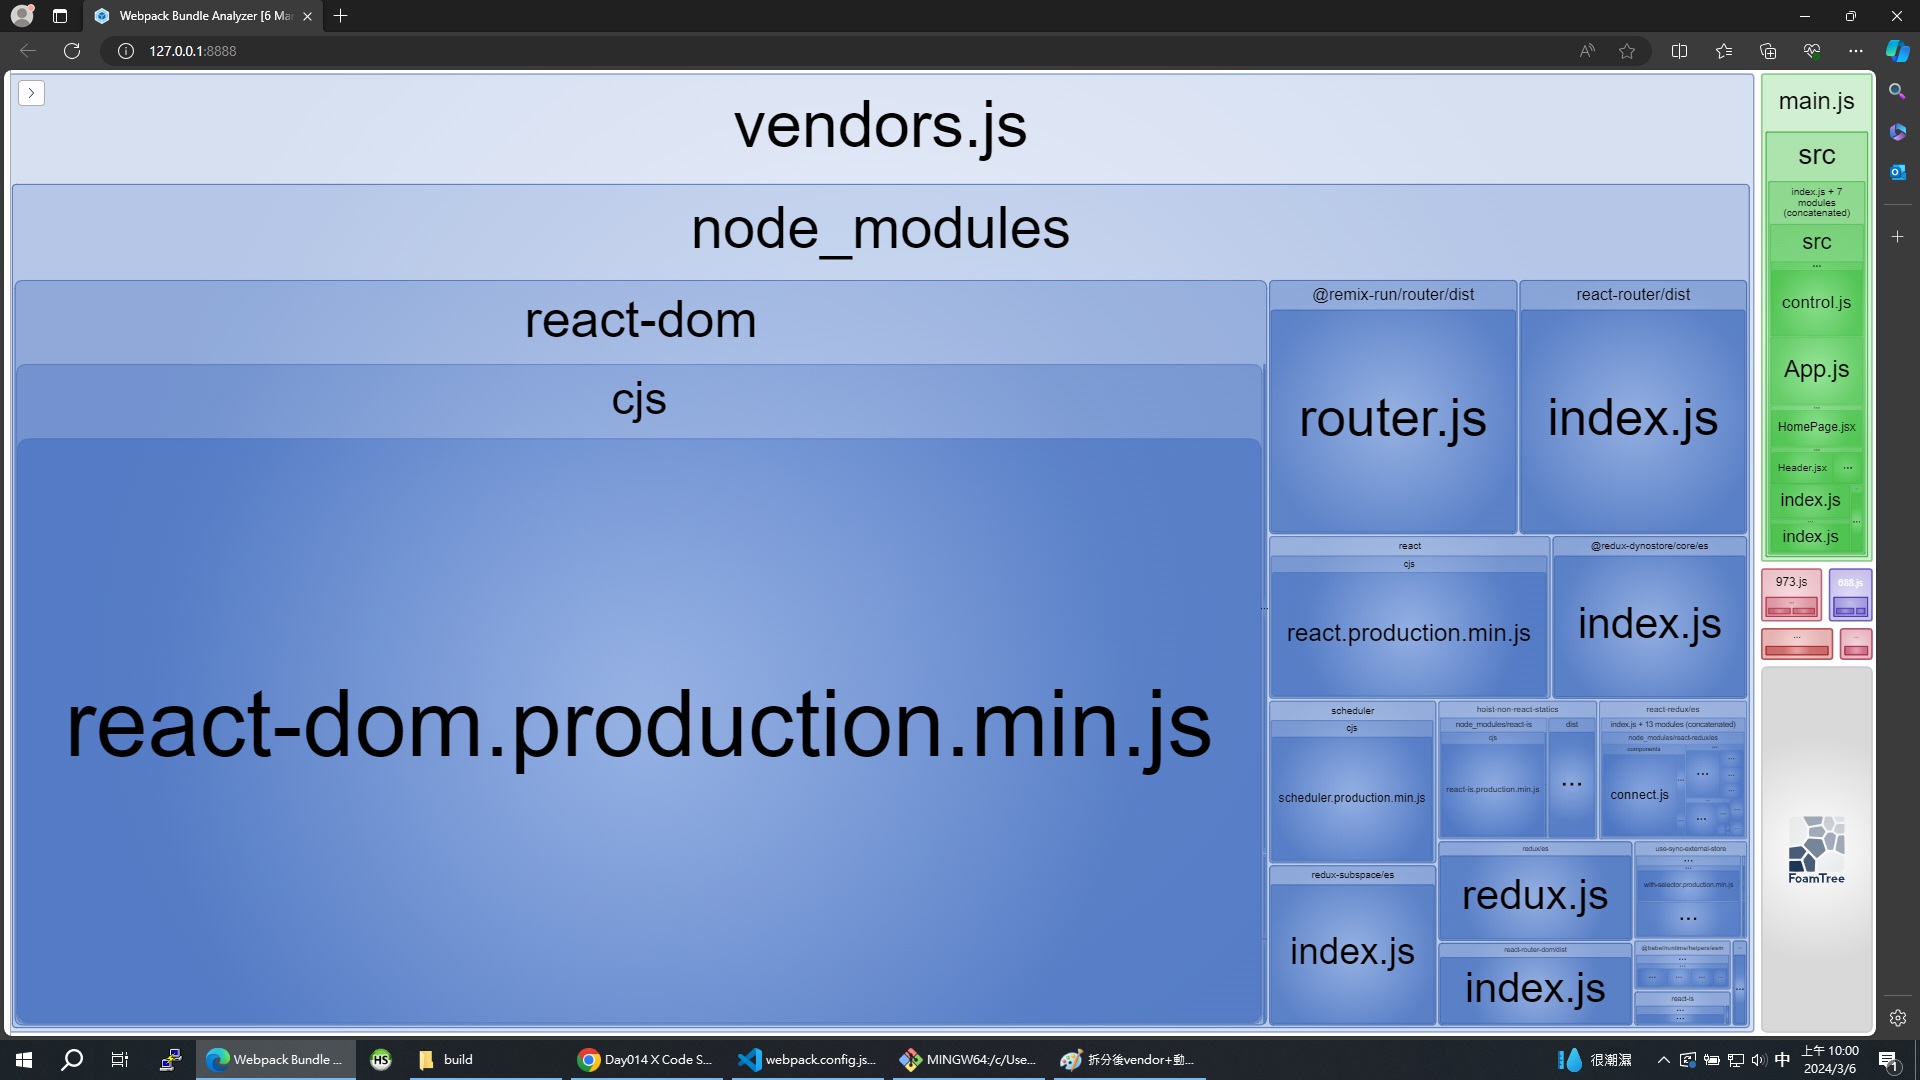 Webpack Bundle Analyzer [6 Mar
127.0.0.1:8888
vendors.js
node_modules
react-dom
cjs
react-dom.production.min.js
@remix-run/router/dist
router.js
react-router/dist
index.js
react
cjs
react.production.min.js
@redux-dynostore/core/es
index.js
scheduler
cjs
scheduler.production.min.js
hoist-non-react-statics
node_modules/react-is
cjs
react-is.production.min.js
dist
...
react-redux/es
index.js + 13 modules (concatenated)
node_modules/react-redux/es
components
connect.js
redux-subspace/es
index.js
redux/es
redux.js
react-router-dom/dist
index.js
use-sync-external-store
with-selector.production.min.js
...
@babel/runtime/helpers/esm
react-is
main.js
src
index.js + 7
modules
(concatenated)
src
...
control.js
App.js
HomePage.jsx
Header.jsx
...
index.js
index.js
973.js
688.js
...
FoamTree
Webpack Bundle ...
HS
build
Day014 X Code S...
webpack.config.js...
MINGW64:/c/Use...
拆分後vendor+動...
很潮濕
中
上午 10:00
2024/3/6
1